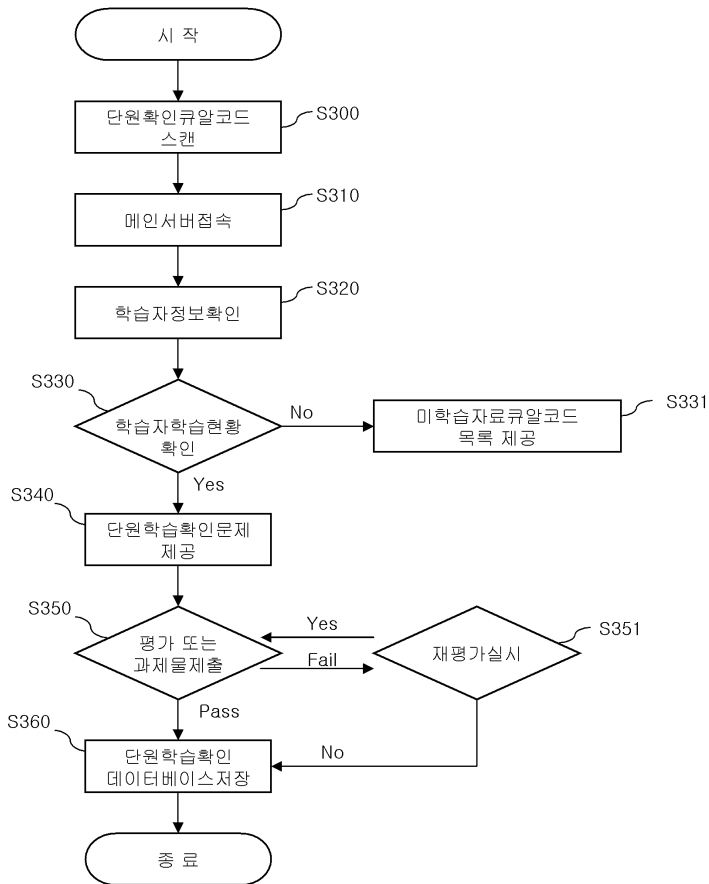 시 작
단원확인큐알코드
스캔
S300
메인서버접속
S310
학습자정보확인
S320
S330
학습자학습현황
확인
No
미학습자료큐알코드
목록 제공
S331
Yes
S340
단원학습확인문제
제공
S350
평가 또는
과제물제출
Yes
Fail
재평가실시
S351
Pass
S360
단원학습확인
데이터베이스저장
No
종 료